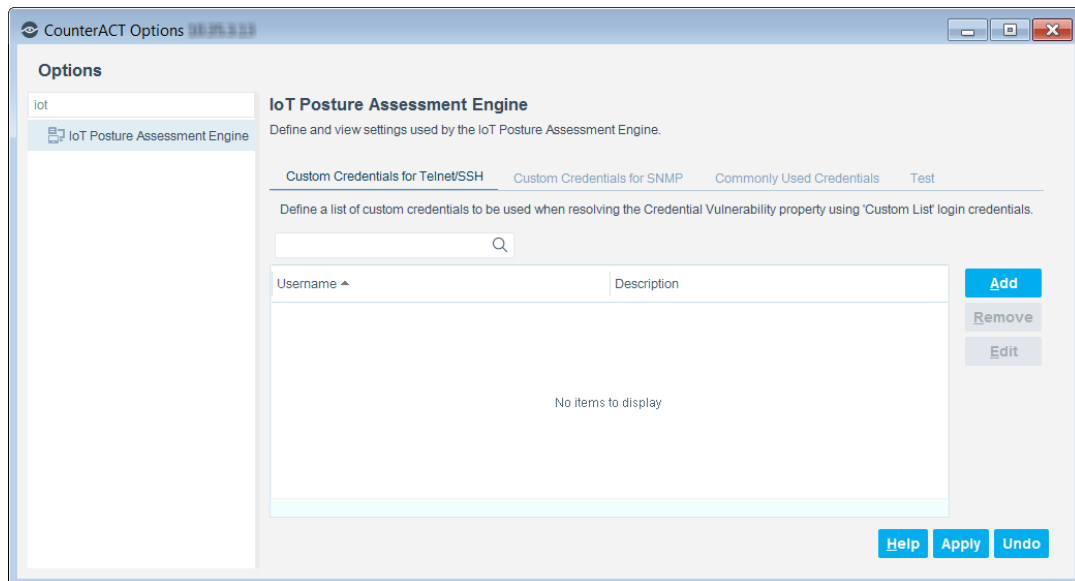 CounterACT Options
Options
iot
IoT Posture Assessment Engine
IoT Posture Assessment Engine
Define and view settings used by the IoT Posture Assessment Engine.
Custom Credentials for Telnet/SSH Custom Credentials for SNMP Commonly Used Credentials Test
Define a list of custom credentials to be used when resolving the Credential Vulnerability property using 'Custom List' login credentials.
Username Description
Add
Remove
Edit
No items to display
Help Apply Undo